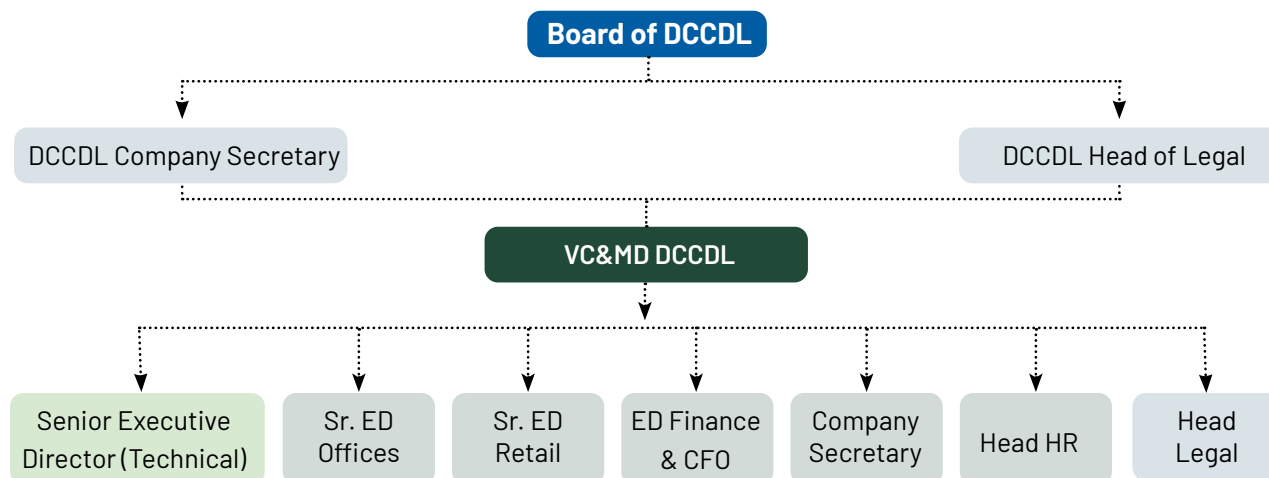 Board of DCCDL
DCCDL Company Secretary
DCCDL Head of Legal
VC&MD DCCDL
Senior Executive
Director (Technical)
Sr. ED
Offices
Sr. ED
Retail
ED Finance
& CFO
Company
Secretary
Head HR
Head
Legal